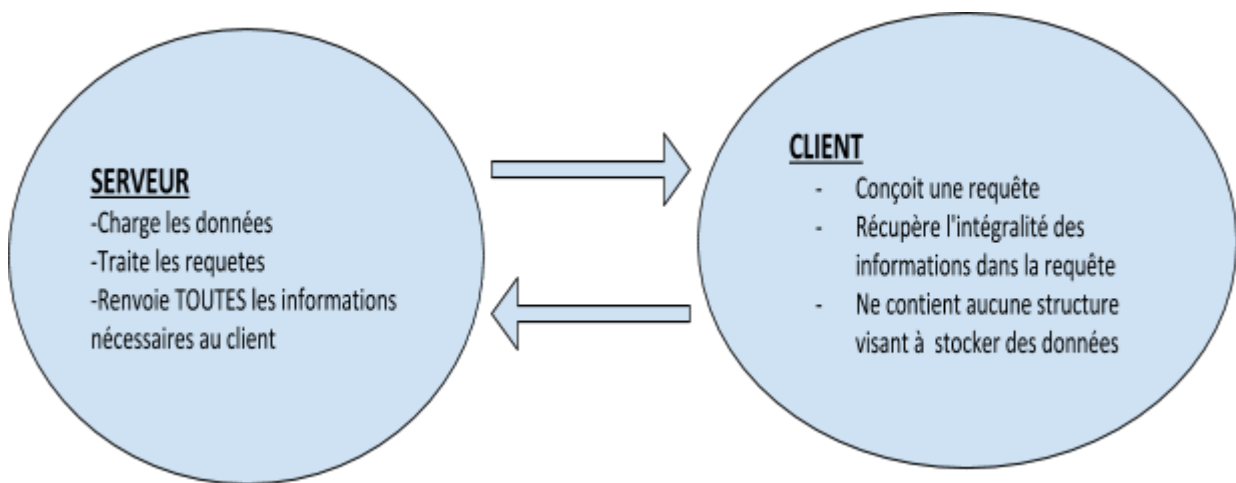 SERVEUR
-Charge les données
-Traite les requetes
-Renvoie TOUTES les informations
nécessaires au client
CLIENT
- Conçoit une requête
- Récupère l'intégralité des
informations dans la requête
- Ne contient aucune structure
visant à stocker des données